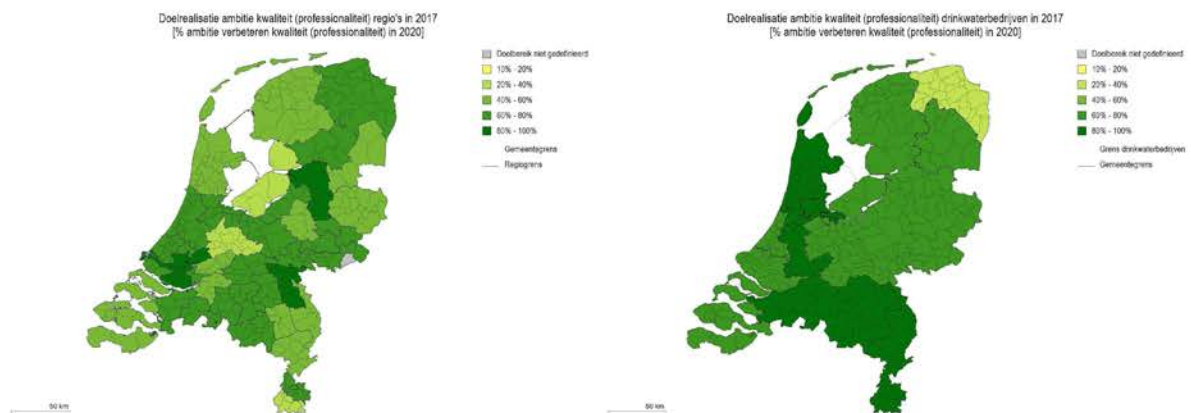 Doelrealisatie ambitie kwaliteit (professionaliteit) regio's in 2017
[% ambitie verbeteren kwaliteit (professionaliteit) in 2020]
Doelbereik niet gedefinieerd
10% - 20%
20% - 40%
40% - 60%
60% - 80%
80% - 100%
Gemeentegrens
Regiogrens
50 km
Doelrealisatie ambitie kwaliteit (professionaliteit) drinkwaterbedrijven in 2017
[% ambitie verbeteren kwaliteit (professionaliteit) in 2020]
Doelbereik niet gedefinieerd
10% - 20%
20% - 40%
40% - 60%
60% - 80%
80% - 100%
Grens drinkwaterbedrijven
Gemeentegrens
50 km